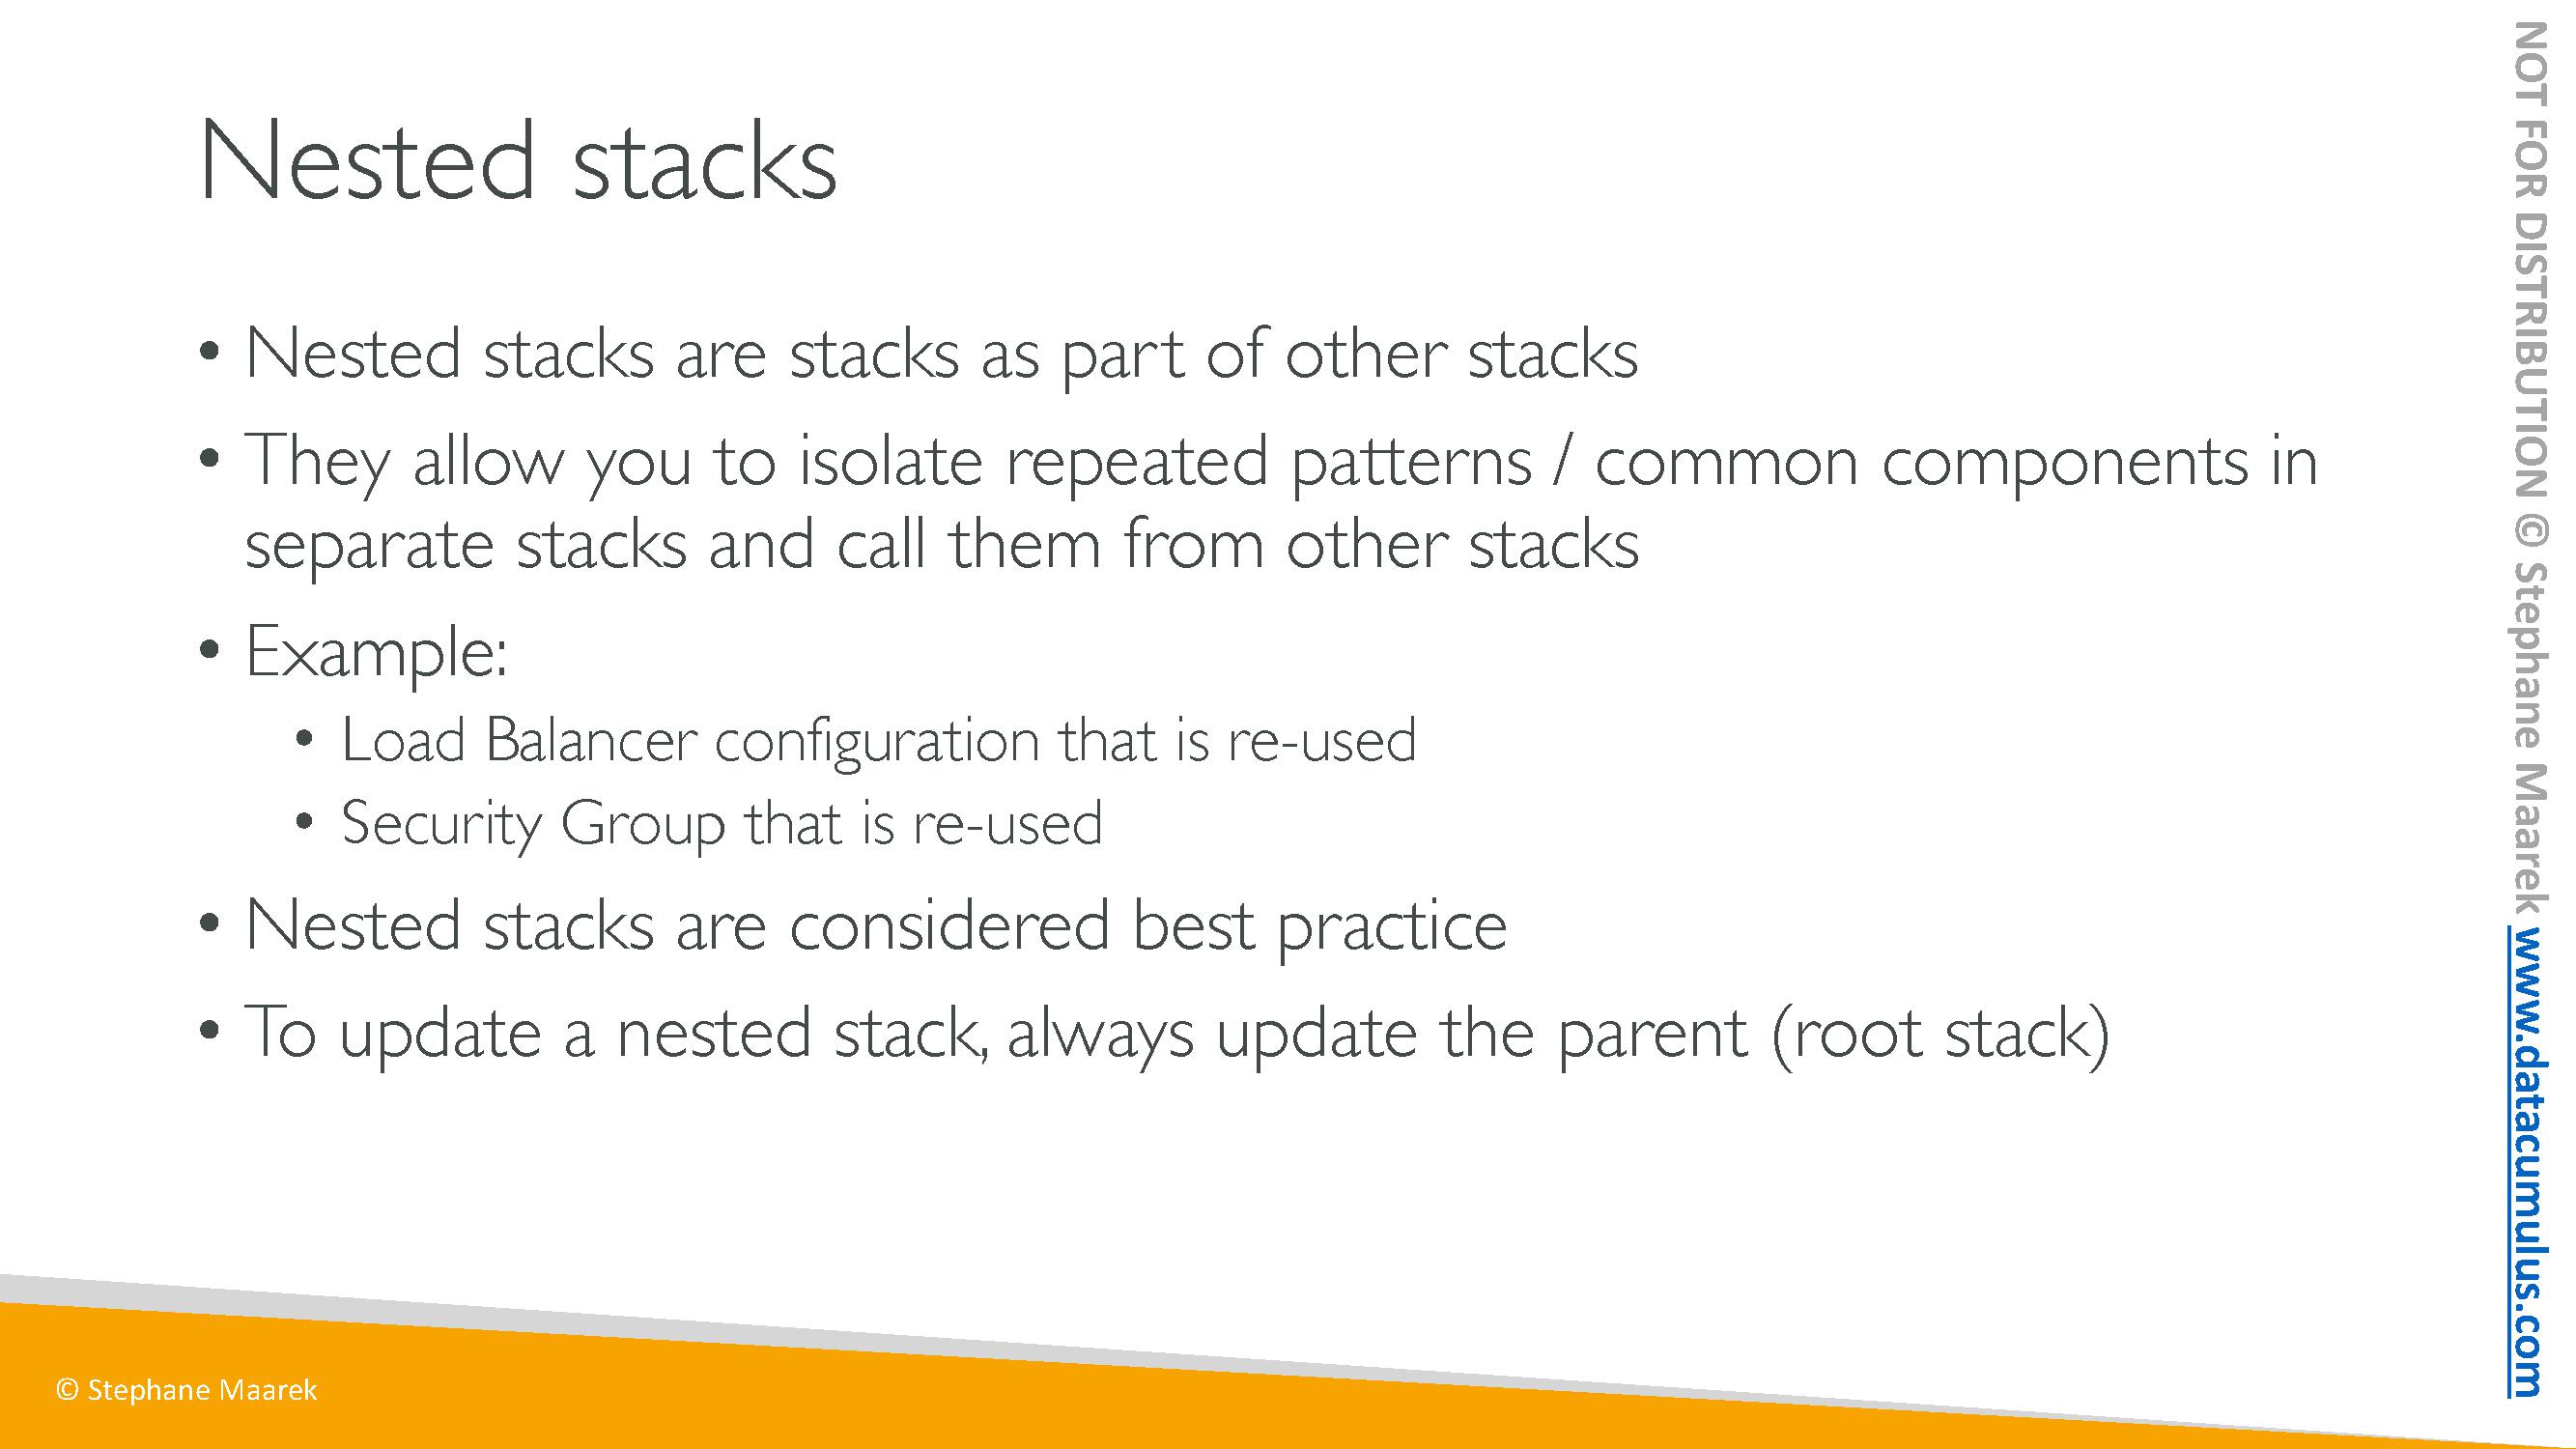 Nested stacks
• Nested stacks are stacks as part of other stacks
• They allow you to isolate repeated patterns / common components in
separate stacks and call them from other stacks
• Example:
• Load Balancer configuration that is re-used
• Security Group that is re-used
• Nested stacks are considered best practice
• To update a nested stack, always update the parent (root stack)
© Stephane Maarek
NOT FOR DISTRIBUTION © Stephane Maarek www.datacumulus.com